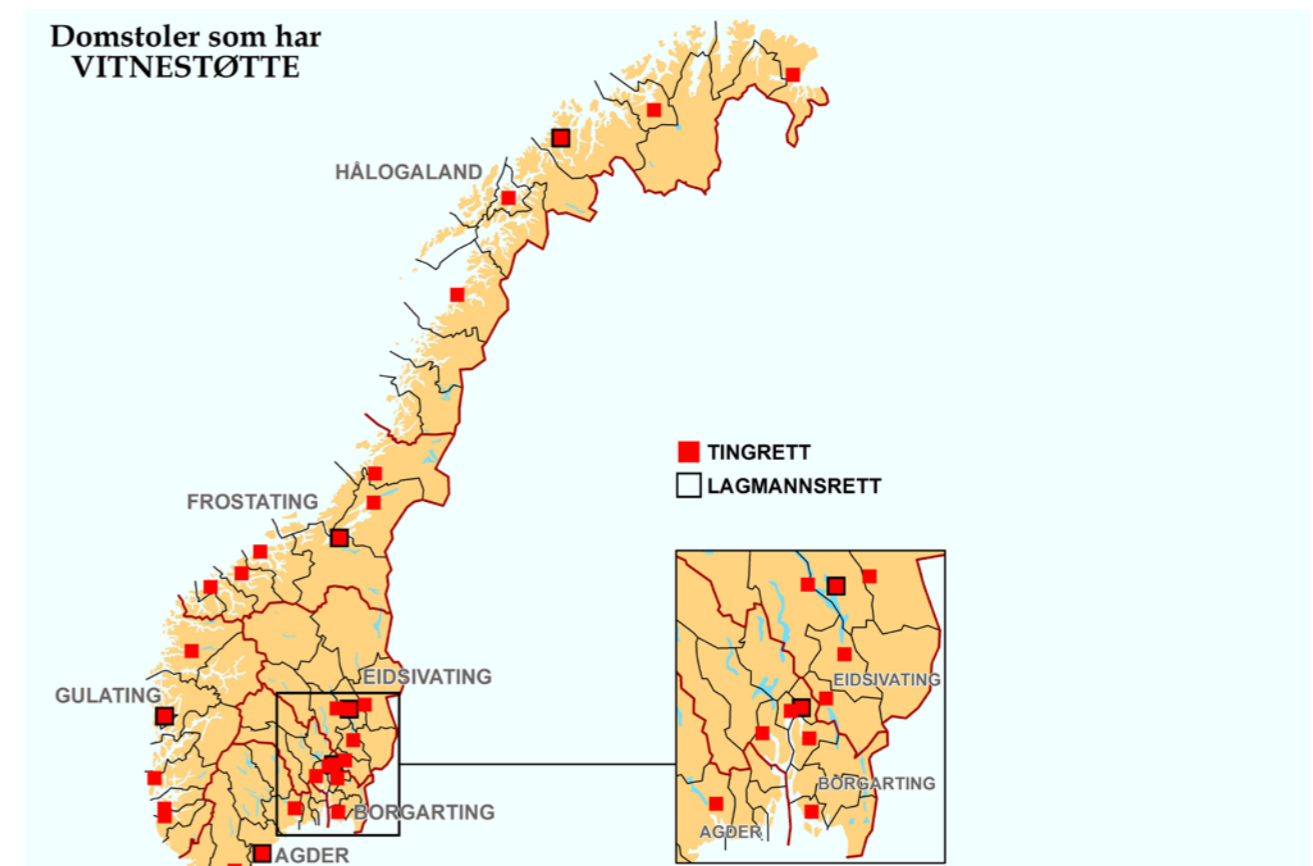 Domstoler som har
VITNESTØTTE
HÅLOGALAND
TINGRETT
LAGMANNSRETT
FROSTATING
EIDSIVATING
GULATING
EIDSIVATING
BORGARTING
BORGARTING
AGDER
AGDER